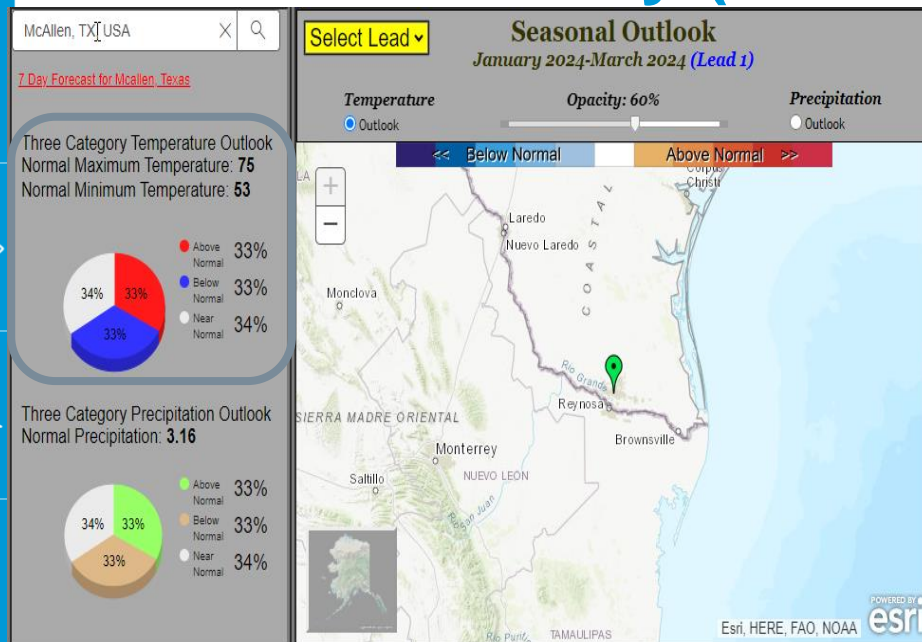 McAllen, TX, USA
7 Day Forecast for Mcallen, Texas
Three Category Temperature Outlook
Normal Maximum Temperature: 75
Normal Minimum Temperature: 53
34%
33%
33%
Above Normal 33%
Below Normal 33%
Near Normal 34%
Three Category Precipitation Outlook
Normal Precipitation: 3.16
34%
33%
33%
Above Normal 33%
Below Normal 33%
Near Normal 34%
Select Lead
Seasonal Outlook
January 2024-March 2024 (Lead 1)
Temperature
Opacity: 60%
Precipitation
Outlook
Outlook
<< Below Normal
Above Normal >>
+
−
LA
Corpus
Christi
Laredo
Nuevo Laredo
COASTAL
Monclova
Rio Grande
Reynosa
SIERRA MADRE ORIENTAL
Brownsville
Monterrey
Saltillo
NUEVO LEON
San Juan
TAMAULIPAS
Esri, HERE, FAO, NOAA
POWERED BY
esri